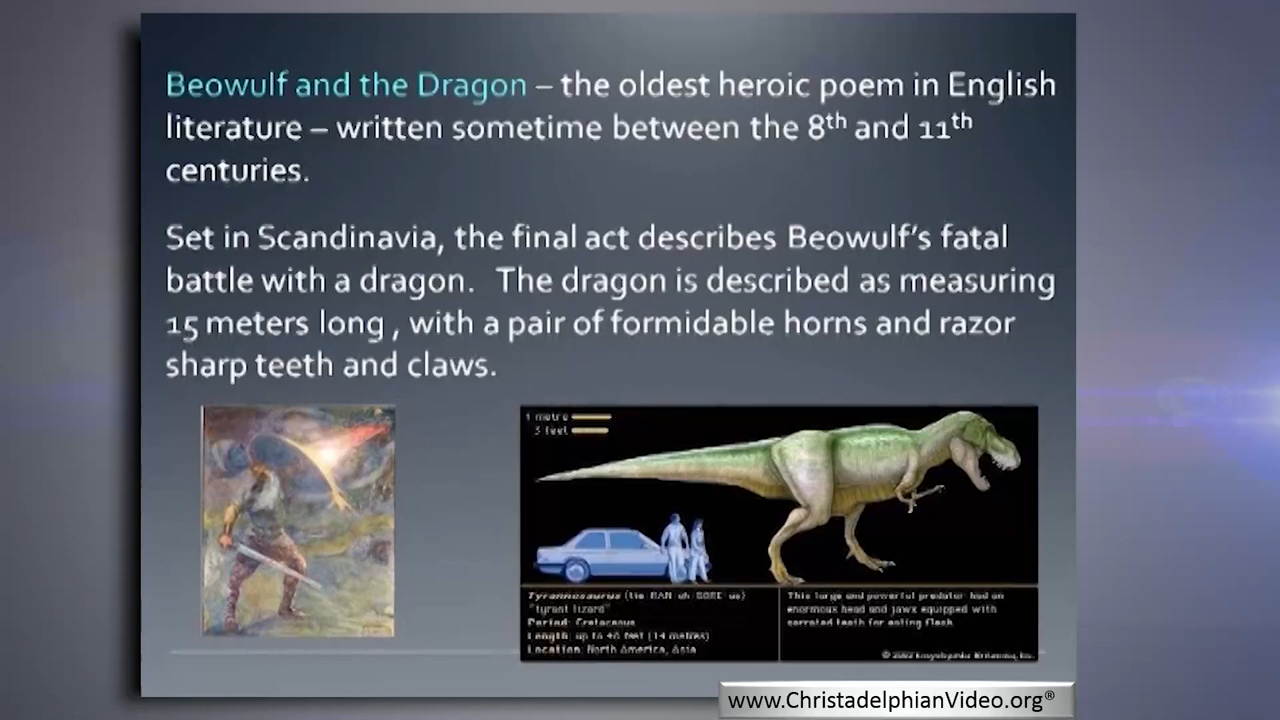 Beowulf and the Dragon – the oldest heroic poem in English
literature – written sometime between the 8th and 11th
centuries.
Set in Scandinavia, the final act describes Beowulf's fatal
battle with a dragon. The dragon is described as measuring
15 meters long , with a pair of formidable horns and razor
sharp teeth and claws.
1 metre
3 feet
Tyrannosaurus
"tyrant lizard"
Period: Cretaceous
Length: up to feet (14 metres)
Location: North America, Asia
This large and powerful predator had an
enormous head and jaws equipped with
serrated teeth for eating flesh.
© 2002 Encyclopædia Britannica, Inc.
www.ChristadelphianVideo.org®